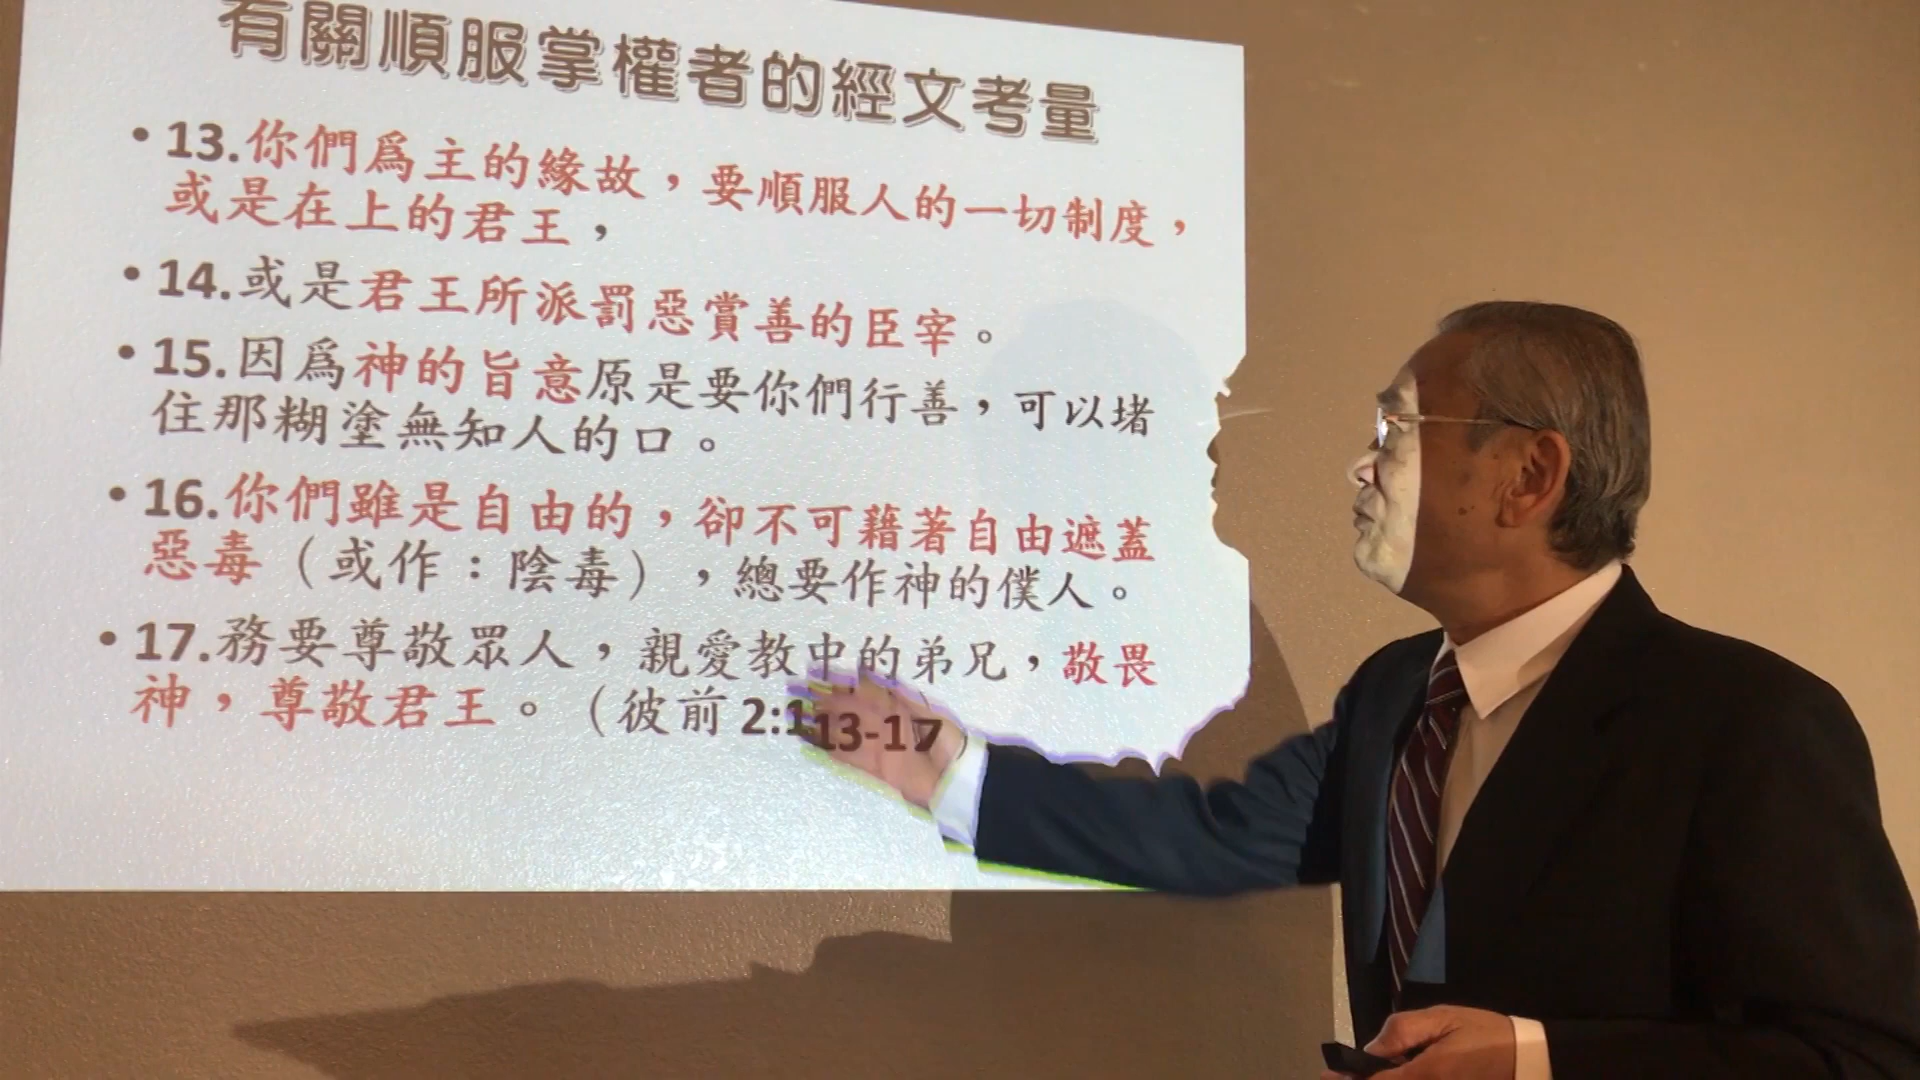 有關順服掌權者的經文考量
• 13.你們爲主的緣故，要順服人的一切制度，
或是在上的君王，
• 14.或是君王所派罰惡賞善的臣宰。
• 15.因爲神的旨意原是要你們行善，可以堵
住那糊塗無知人的口。
• 16.你們雖是自由的，卻不可藉著自由遮蓋
惡毒（或作：陰毒），總要作神的僕人。
• 17.務要尊敬眾人，親愛教中的弟兄，敬畏
神，尊敬君王。（彼前 2:13-17